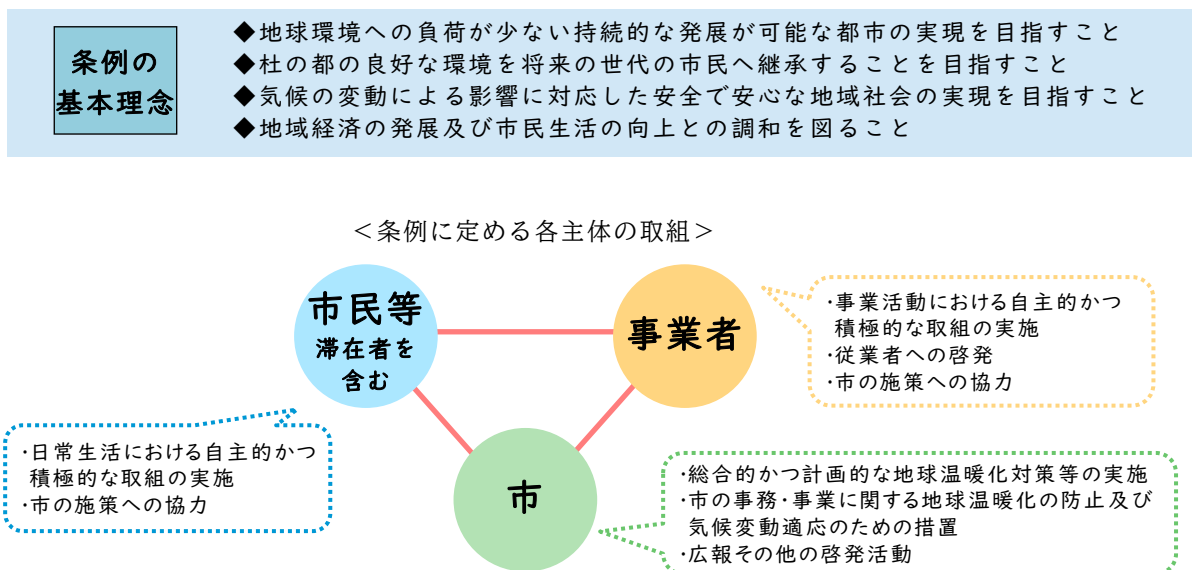 条例の
基本理念
◆地球環境への負荷が少ない持続的な発展が可能な都市の実現を目指すこと
◆杜の都の良好な環境を将来の世代の市民へ継承することを目指すこと
◆気候の変動による影響に対応した安全で安心な地域社会の実現を目指すこと
◆地域経済の発展及び市民生活の向上との調和を図ること
＜条例に定める各主体の取組＞
市民等
滞在者を
含む
事業者
・事業活動における自主的かつ
積極的な取組の実施
・従業者への啓発
・市の施策への協力
・日常生活における自主的かつ
積極的な取組の実施
・市の施策への協力
市
・総合的かつ計画的な地球温暖化対策等の実施
・市の事務・事業に関する地球温暖化の防止及び
気候変動適応のための措置
・広報その他の啓発活動